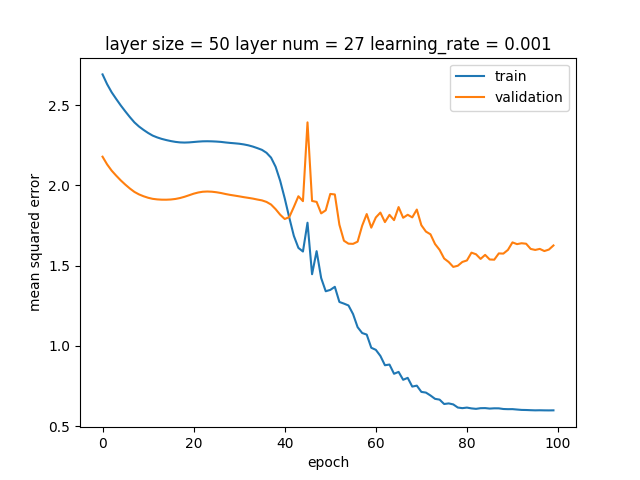 layer size = 50 layer num = 27 learning_rate = 0.001
train
validation
2.5
2.0
1.5
1.0
0.5
mean squared error
0 20 40 60 80 100
epoch